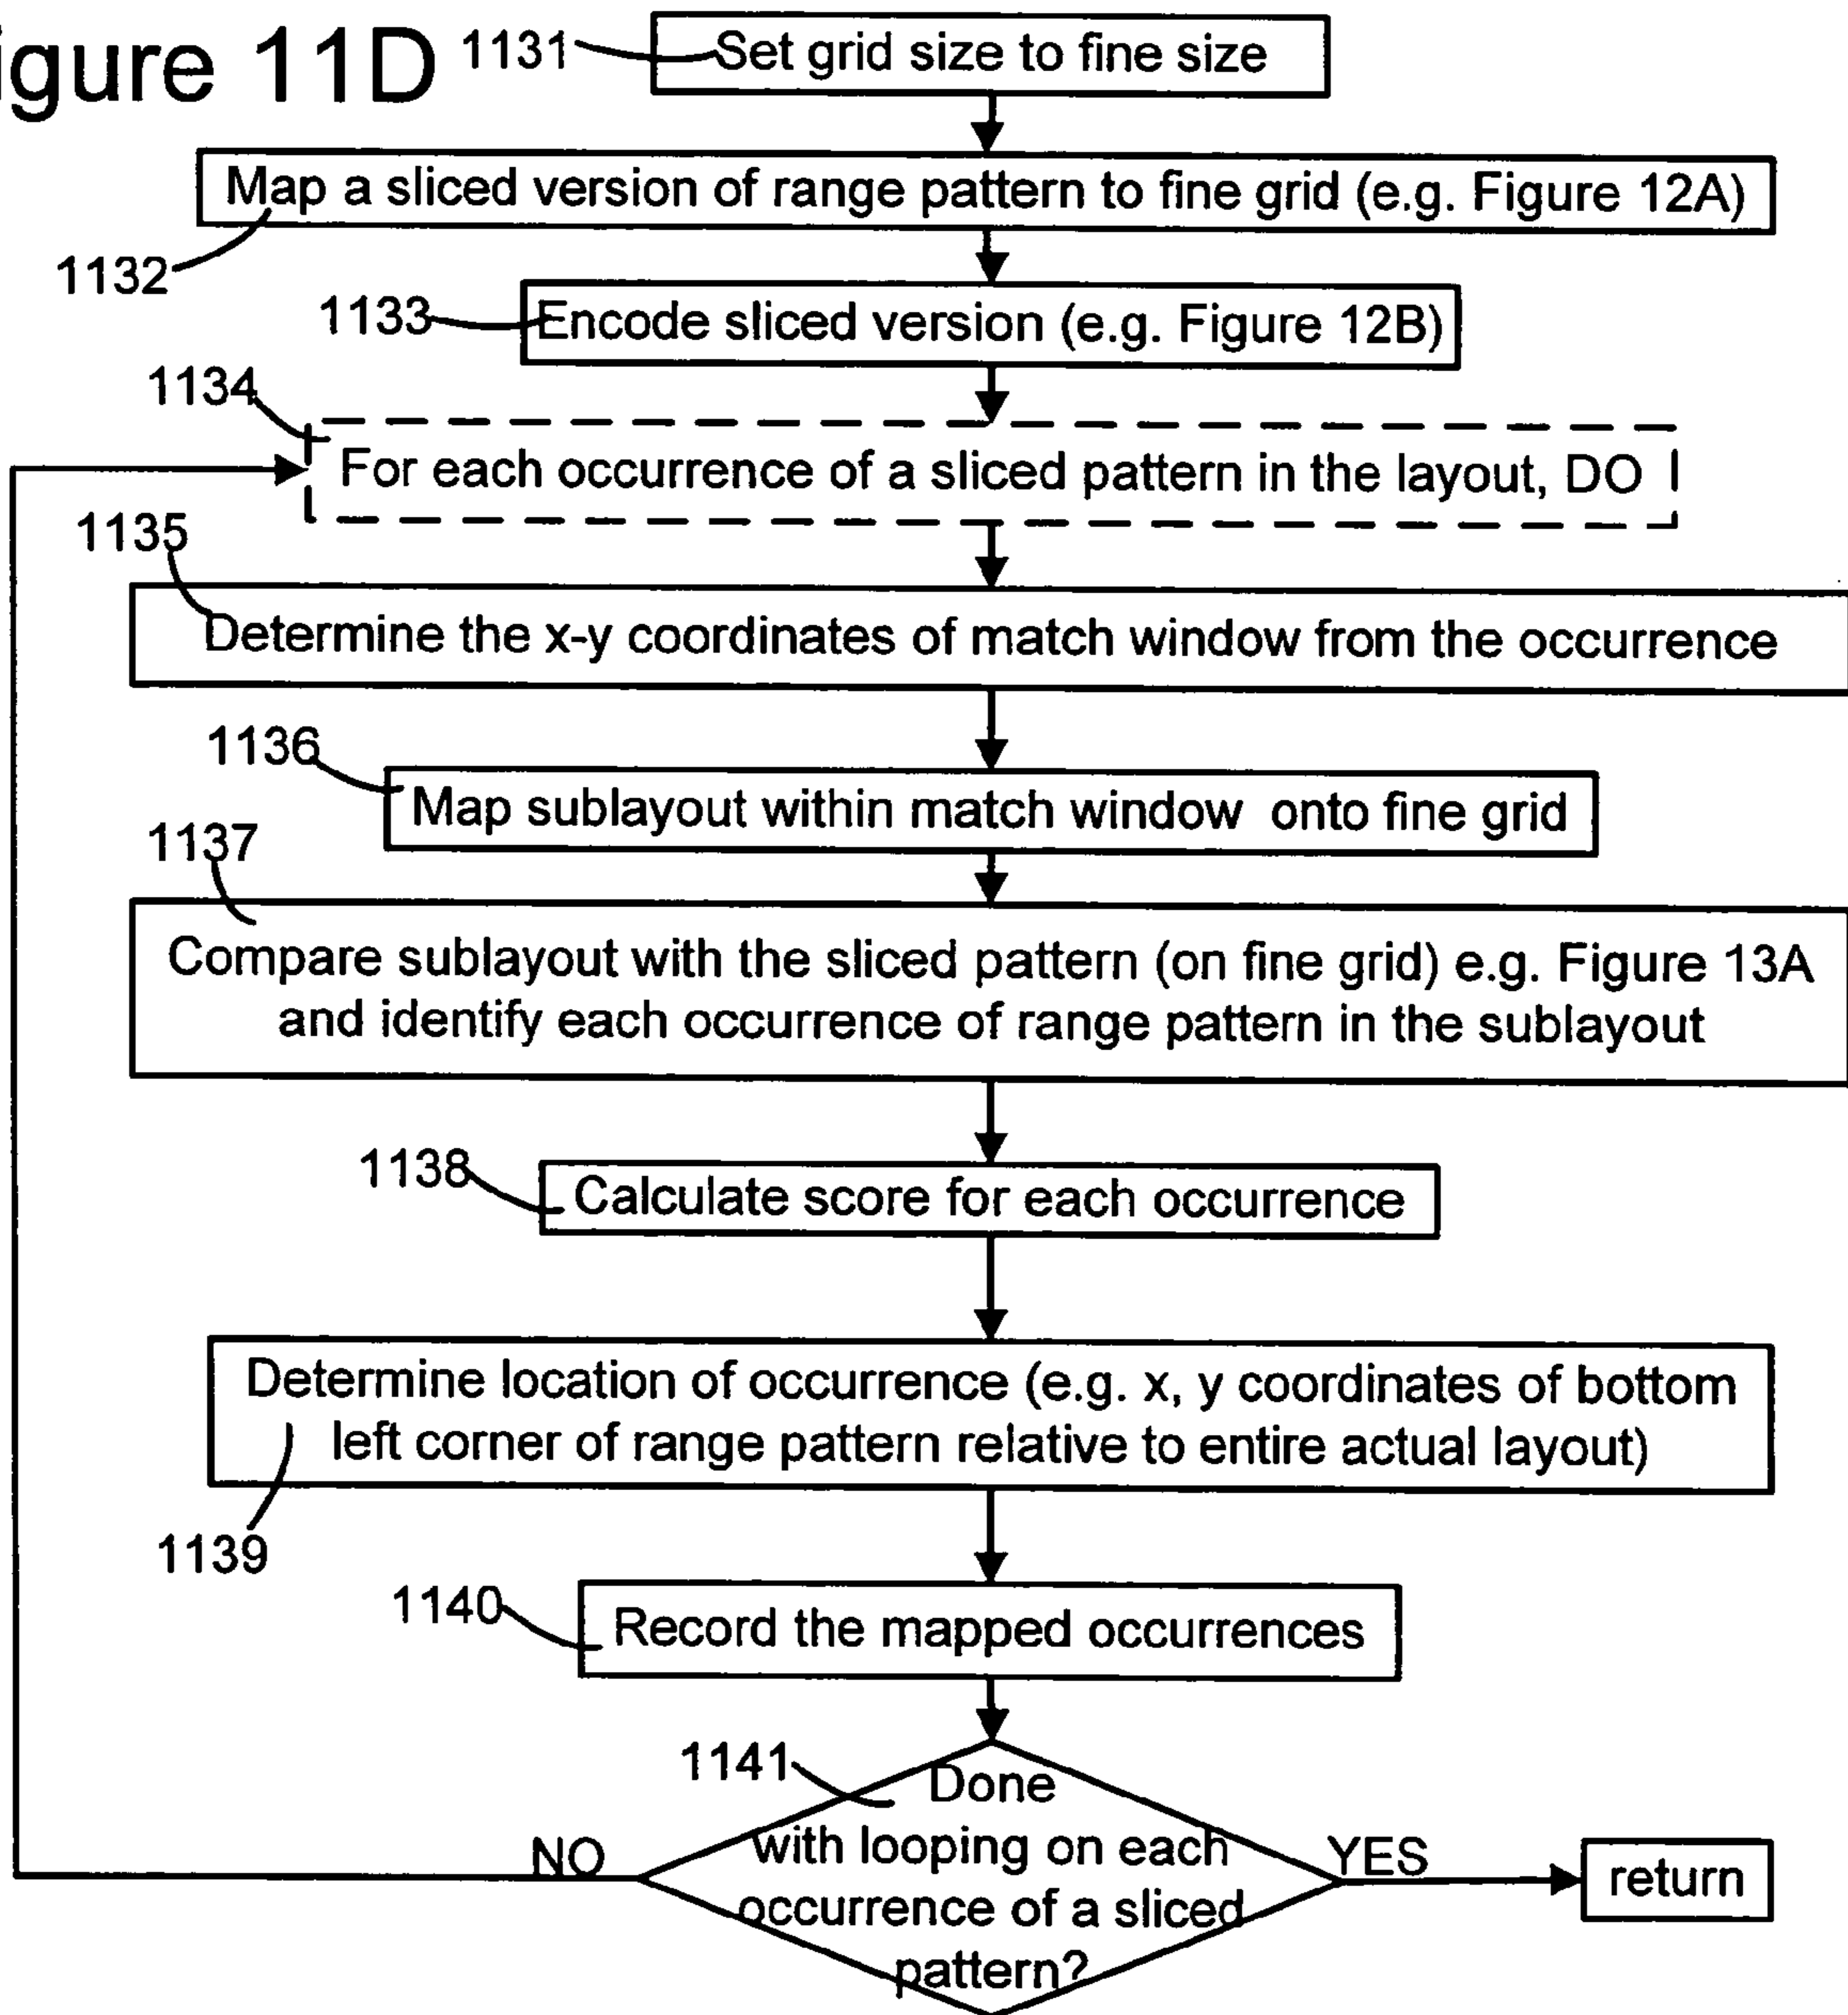 igure 11D
1131
Set grid size to fine size
Map a sliced version of range pattern to fine grid (e.g. Figure 12A)
1132
1133
Encode sliced version (e.g. Figure 12B)
1134
For each occurrence of a sliced pattern in the layout, DO
1135
Determine the x-y coordinates of match window from the occurrence
1136
Map sublayout within match window onto fine grid
1137
Compare sublayout with the sliced pattern (on fine grid) e.g. Figure 13A
and identify each occurrence of range pattern in the sublayout
1138
Calculate score for each occurrence
Determine location of occurrence (e.g. x, y coordinates of bottom
left corner of range pattern relative to entire actual layout)
1139
1140
Record the mapped occurrences
1141
Done
with looping on each
occurrence of a sliced
pattern?
NO
YES
return